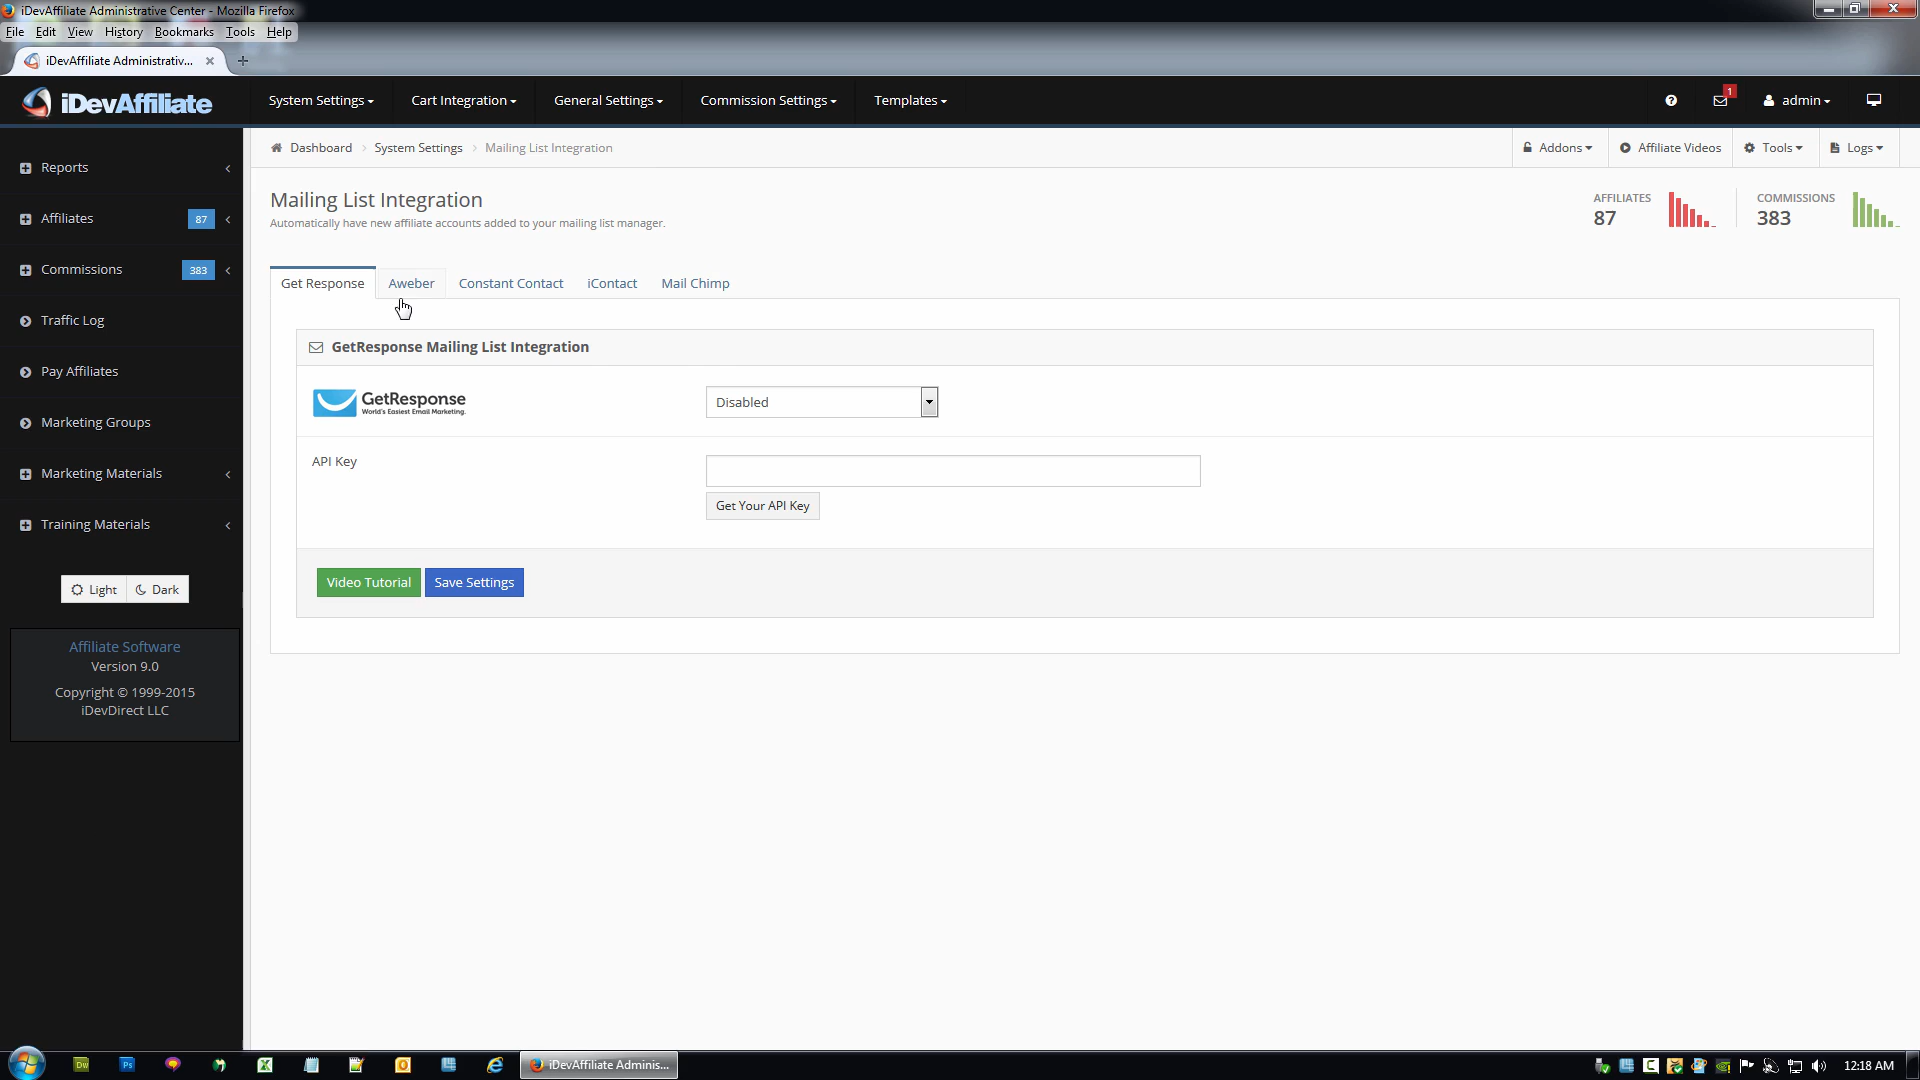 iDevAffiliate Administrative Center - Mozilla Firefox
File Edit View History Bookmarks Tools Help
iDevAffiliate Administrativ...
iDevAffiliate
System Settings
Cart Integration
General Settings
Commission Settings
Templates
1
admin
Dashboard
System Settings
Mailing List Integration
Addons
Affiliate Videos
Tools
Logs
Reports
Affiliates 87
Commissions 383
Traffic Log
Pay Affiliates
Marketing Groups
Marketing Materials
Training Materials
Light Dark
Affiliate Software
Version 9.0
Copyright © 1999-2015
iDevDirect LLC
Mailing List Integration
Automatically have new affiliate accounts added to your mailing list manager.
AFFILIATES
87
COMMISSIONS
383
Get Response Aweber Constant Contact iContact Mail Chimp
GetResponse Mailing List Integration
GetResponse
World's Easiest Email Marketing.
Disabled
API Key
Get Your API Key
Video Tutorial Save Settings
Dw
Ps
iDevAffiliate Adminis...
12:18 AM